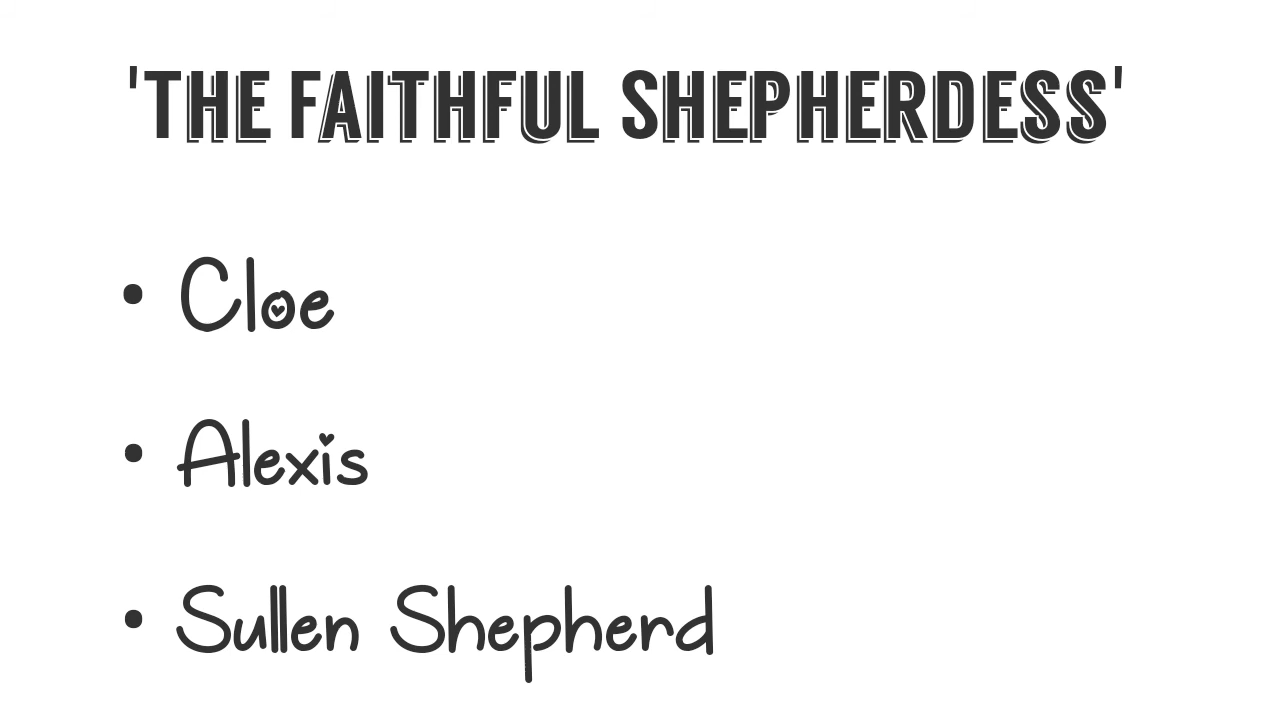 'THE FAITHFUL SHEPHERDESS'
• Cloe
• Alexis
• Sullen Shepherd